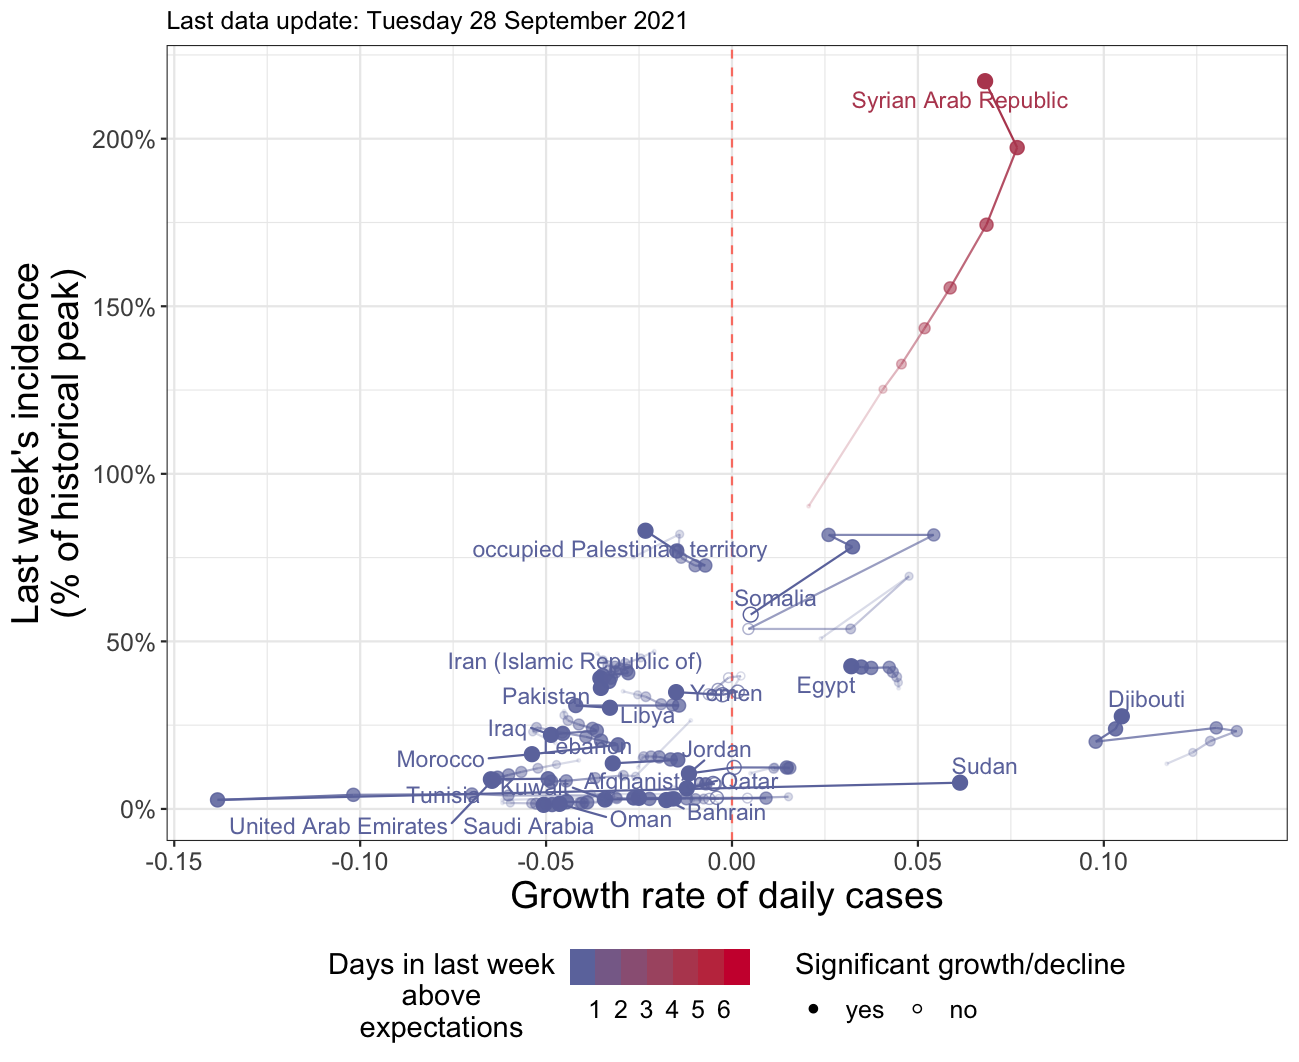 Last data update: Tuesday 28 September 2021
Last week's incidence
(% of historical peak)
200%
150%
100%
50%
0%
Syrian Arab Republic
occupied Palestinian territory
Somalia
Iran (Islamic Republic of)
Egypt
Pakistan
Yemen
Libya
Djibouti
Iraq
Lebanon
Jordan
Morocco
Sudan
Tunisia
Kuwait
Afghanistan
Qatar
United Arab Emirates
Saudi Arabia
Oman
Bahrain
-0.15
-0.10
-0.05
0.00
0.05
0.10
Growth rate of daily cases
Days in last week
above
expectations
1 2 3 4 5 6
Significant growth/decline
yes no